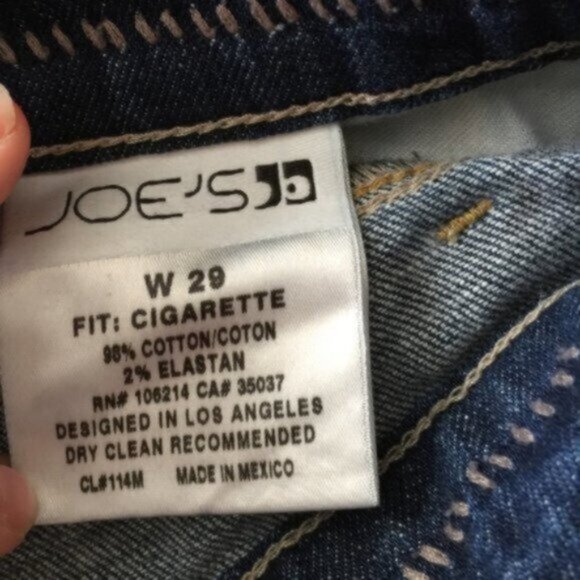 JOE'S
W 29
FIT: CIGARETTE
98% COTTON/COTON
2% ELASTAN
RN# 106214 CA# 35037
DESIGNED IN LOS ANGELES
DRY CLEAN RECOMMENDED
CL#114M MADE IN MEXICO